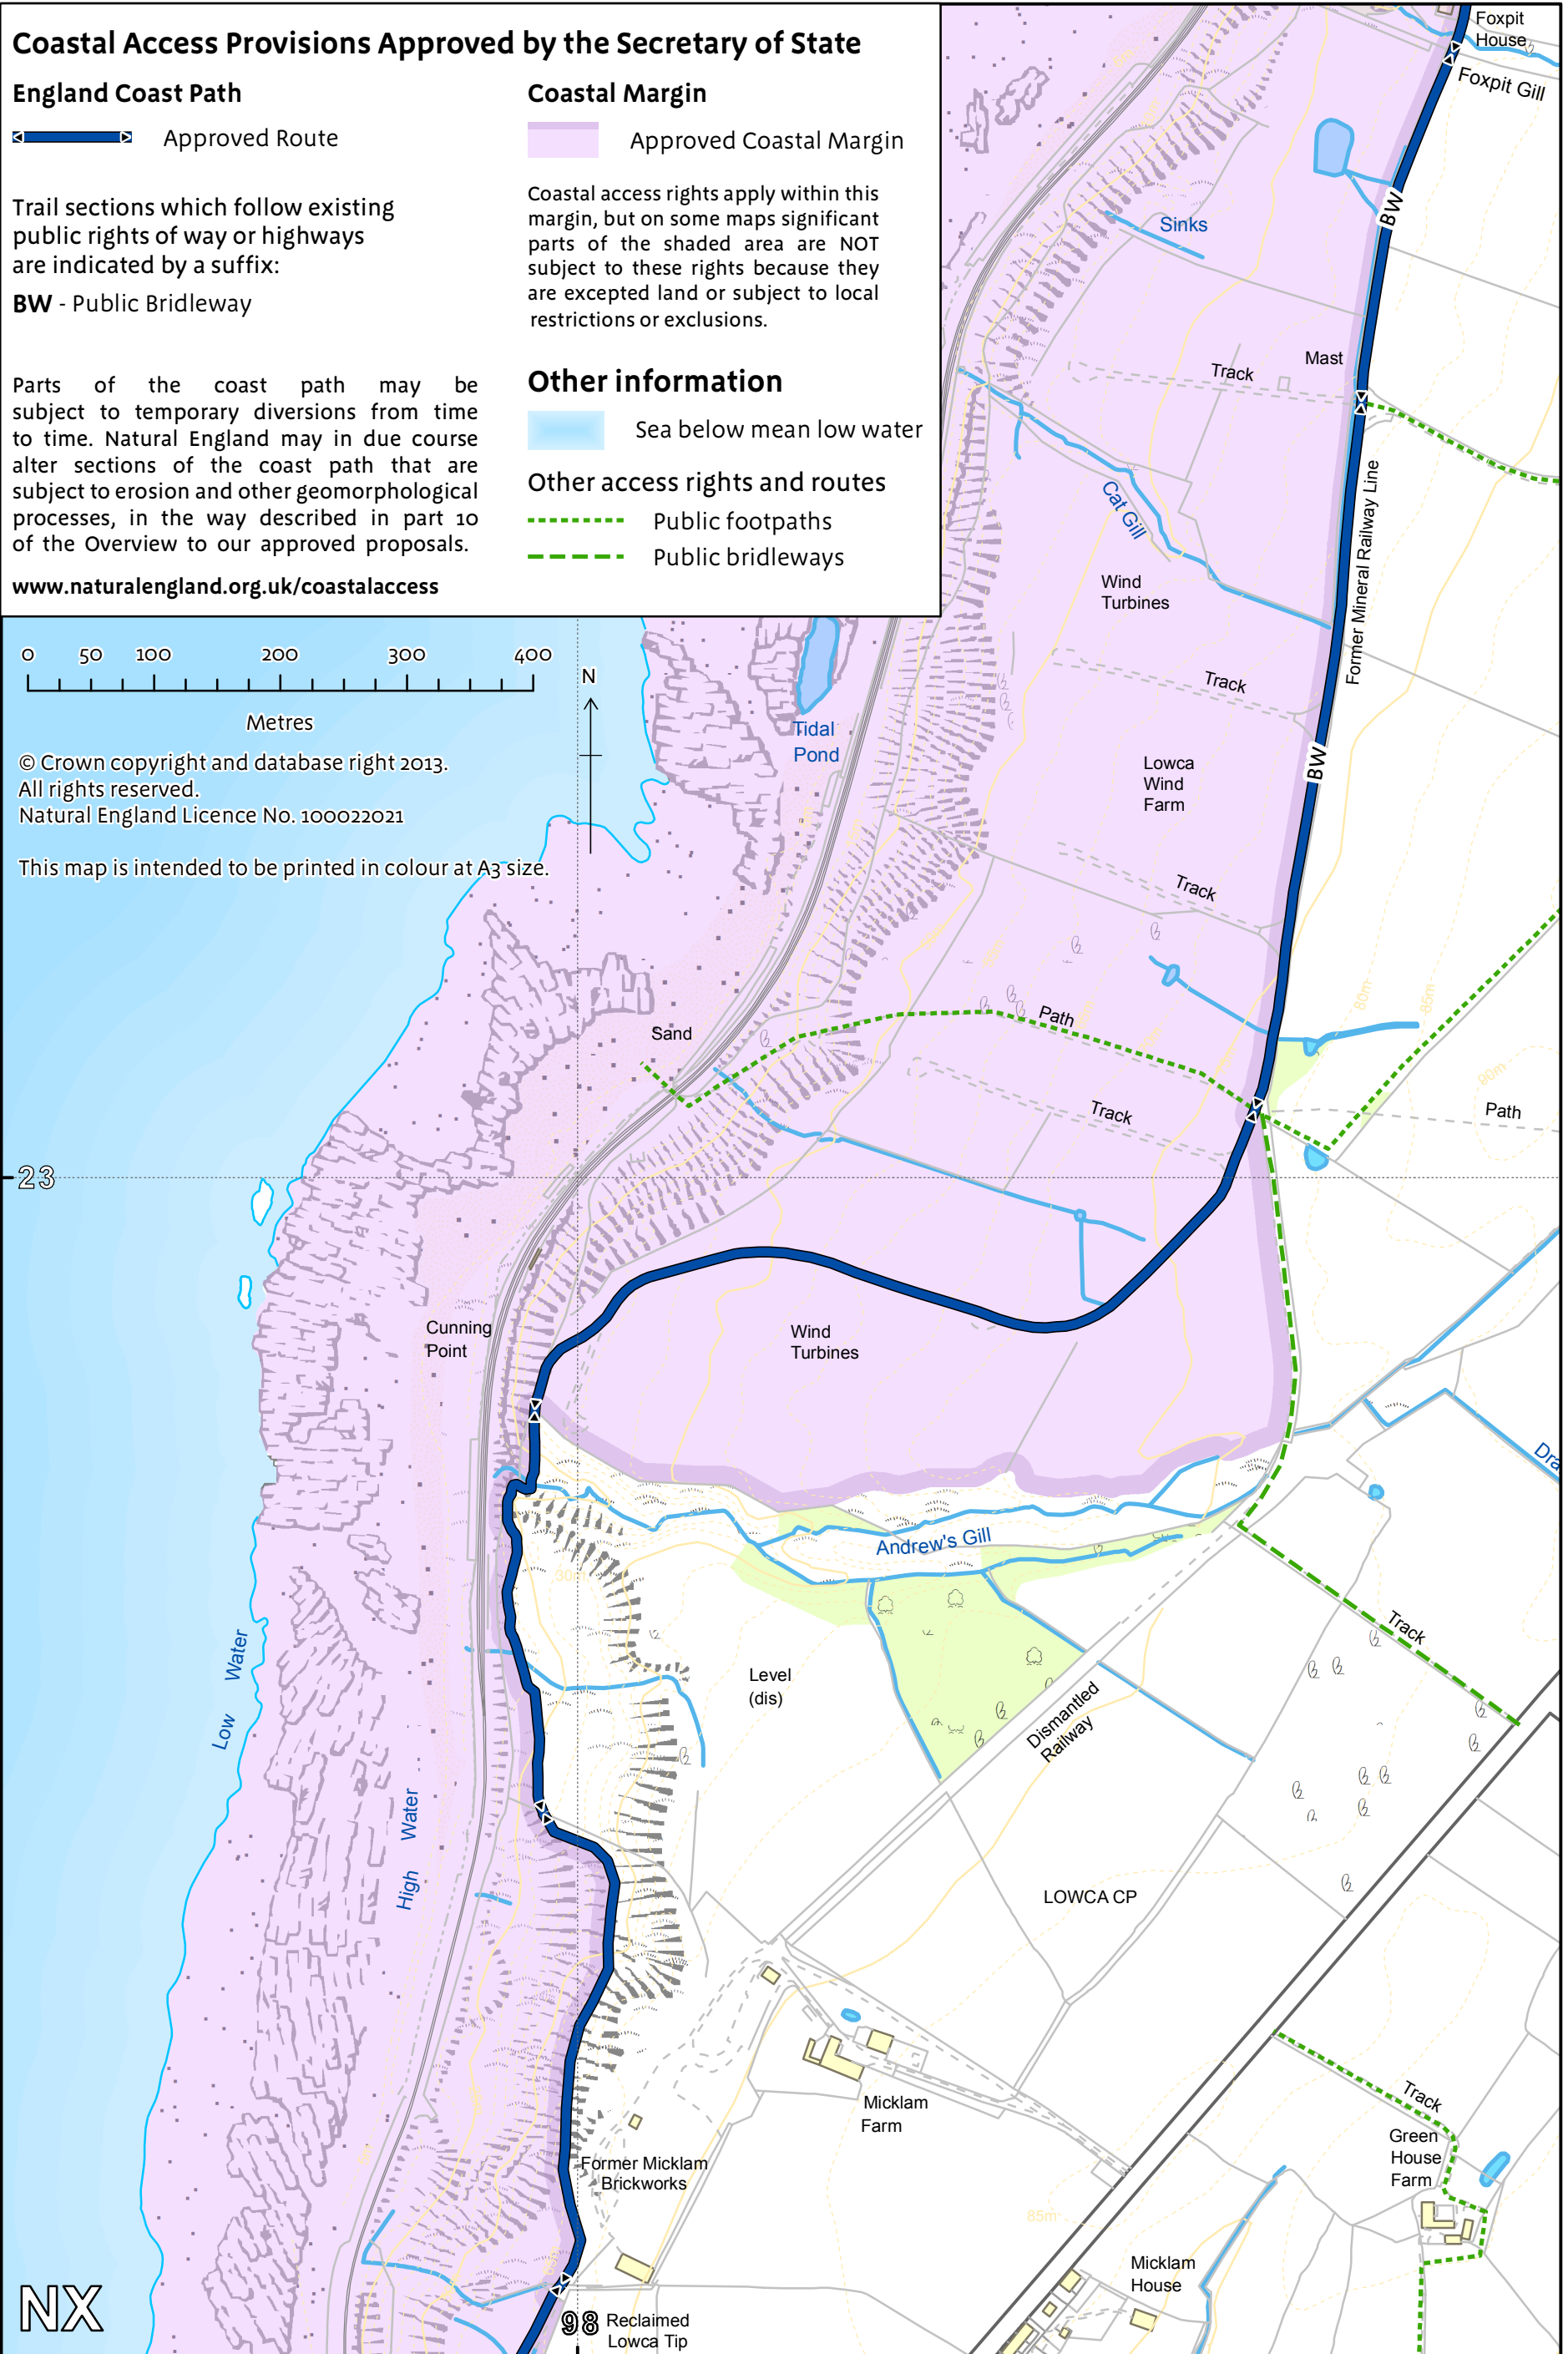 Coastal Access Provisions Approved by the Secretary of State
England Coast Path
Approved Route
Trail sections which follow existing
public rights of way or highways
are indicated by a suffix:
BW - Public Bridleway
Parts of the coast path may be
subject to temporary diversions from time
to time. Natural England may in due course
alter sections of the coast path that are
subject to erosion and other geomorphological
processes, in the way described in part 10
of the Overview to our approved proposals.
www.naturalengland.org.uk/coastalaccess
Coastal Margin
Approved Coastal Margin
Coastal access rights apply within this
margin, but on some maps significant
parts of the shaded area are NOT
subject to these rights because they
are excepted land or subject to local
restrictions or exclusions.
Other information
Sea below mean low water
Other access rights and routes
Public footpaths
Public bridleways
0 50 100 200 300 400
Metres
N
© Crown copyright and database right 2013.
All rights reserved.
Natural England Licence No. 100022021
This map is intended to be printed in colour at A3 size.
Foxpit
House
Foxpit Gill
BW
Sinks
Mast
Track
Cat Gill
Former Mineral Railway Line
Wind
Turbines
Track
Tidal
Pond
BW
Lowca
Wind
Farm
Track
80m
85m
Sand
Path
90m
Track
Path
23
Cunning
Point
Wind
Turbines
Andrew's Gill
30m
Track
Low Water
Level
(dis)
Dismantled
Railway
High Water
LOWCA CP
Micklam
Farm
Track
Green
House
Farm
Former Micklam
Brickworks
85m
Micklam
House
NX
98
Reclaimed
Lowca Tip